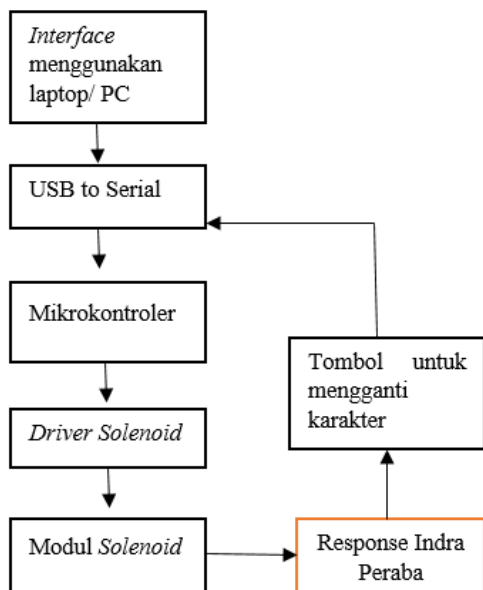 Interface
menggunakan
laptop/ PC
USB to Serial
Mikrokontroler
Driver Solenoid
Modul Solenoid
Response Indra
Peraba
Tombol untuk
mengganti
karakter